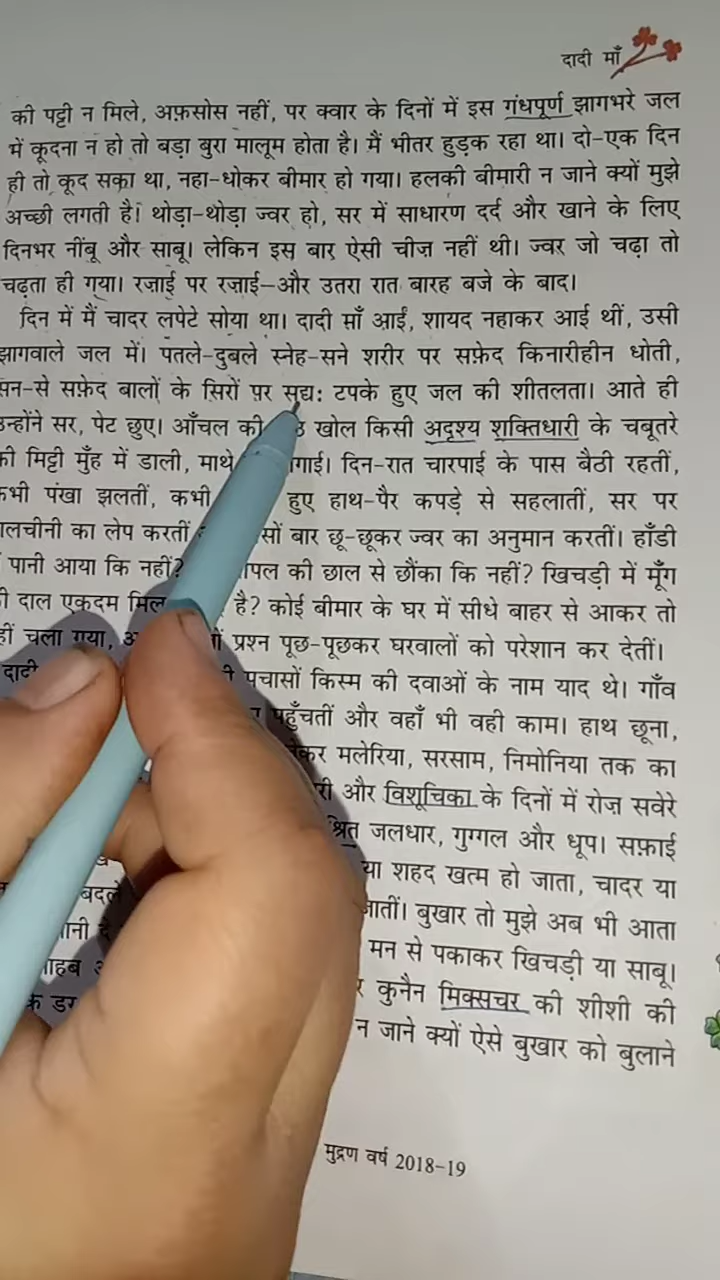 दादी माँ
की पट्टी न मिले, अफ़सोस नहीं, पर क्वार के दिनों में इस गंधपूर्ण झागभरे जल
में कूदना न हो तो बड़ा बुरा मालूम होता है। मैं भीतर हुड़क रहा था। दो-एक दिन
ही तो कूद सका था, नहा-धोकर बीमार हो गया। हलकी बीमारी न जाने क्यों मुझे
अच्छी लगती है। थोड़ा-थोड़ा ज्वर हो, सर में साधारण दर्द और खाने के लिए
दिनभर नींबू और साबू। लेकिन इस बार ऐसी चीज़ नहीं थी। ज्वर जो चढ़ा तो
चढ़ता ही गया। रज़ाई पर रज़ाई–और उतरा रात बारह बजे के बाद।
दिन में मैं चादर लपेटे सोया था। दादी माँ आईं, शायद नहाकर आई थीं, उसी
झागवाले जल में। पतले-दुबले स्नेह-सने शरीर पर सफ़ेद किनारीहीन धोती,
सन-से सफ़ेद बालों के सिरों पर सद्य: टपके हुए जल की शीतलता। आते ही
उन्होंने सर, पेट छुए। आँचल की खोल किसी अदृश्य शक्तिधारी के चबूतरे
की मिट्टी मुँह में डाली, माथे दिन-रात चारपाई के पास बैठी रहतीं,
कभी पंखा झलतीं, कभी हुए हाथ-पैर कपड़े से सहलातीं, सर पर
करतीं बार छू-छूकर ज्वर का अनुमान करतीं। हाँडी
पानी आया कि नहीं? की छाल से छौंका कि नहीं? खिचड़ी में मूँग
दाल एकदम मिल है? कोई बीमार के घर में सीधे बाहर से आकर तो
चला गया, प्रश्न पूछ-पूछकर घरवालों को परेशान कर देतीं।
पचासों किस्म की दवाओं के नाम याद थे। गाँव
पहुँचतीं और वहाँ भी वही काम। हाथ छूना,
मलेरिया, सरसाम, निमोनिया तक का
और विशूचिका के दिनों में रोज़ सवेरे
जलधार, गुग्गल और धूप। सफ़ाई
या शहद खत्म हो जाता, चादर या
बदले बुखार तो मुझे अब भी आता
मन से पकाकर खिचड़ी या साबू।
कुनैन मिक्सचर की शीशी की
न जाने क्यों ऐसे बुखार को बुलाने
मुद्रण वर्ष 2018-19